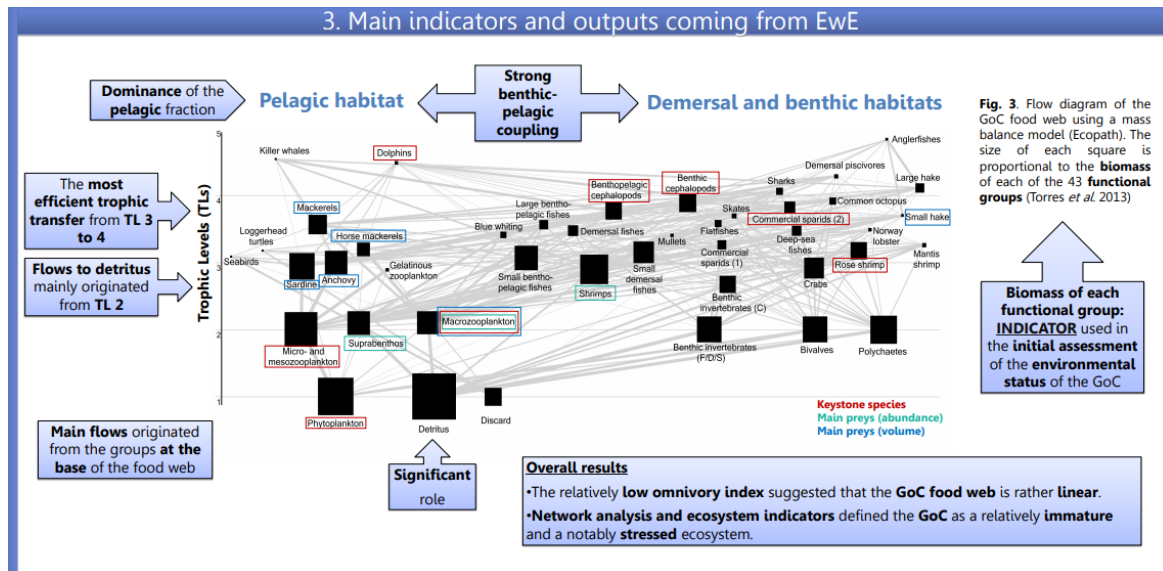 3. Main indicators and outputs coming from EwE
Dominance of the
pelagic fraction
Pelagic habitat
Strong
benthic-
pelagic
coupling
Demersal and benthic habitats
Fig. 3. Flow diagram of the
GoC food web using a mass
balance model (Ecopath). The
size of each square is
proportional to the biomass
of each of the 43 functional
groups (Torres et al. 2013)
The most
efficient trophic
transfer from TL 3
to 4
Flows to detritus
mainly originated
from TL 2
Main flows originated
from the groups at the
base of the food web
Trophic Levels (TLs)
5
4
3
2
1
Killer whales
Dolphins
Anglerfishes
Demersal piscivores
Large hake
Benthopelagic
cephalopods
Benthic
cephalopods
Sharks
Common octopus
Mackerels
Large bentho-
pelagic fishes
Skates
Commercial sparids (2)
Small hake
Loggerhead
turtles
Horse mackerels
Blue whiting
Demersal fishes
Mullets
Flatfishes
Commercial
sparids (1)
Deep-sea
fishes
Norway
lobster
Seabirds
Sardine
Anchovy
Gelatinous
zooplankton
Small bentho-
pelagic fishes
Shrimps
Small
demersal
fishes
Rose shrimp
Mantis
shrimp
Crabs
Benthic
invertebrates (C)
Micro- and
mesozooplankton
Suprabenthos
Macrozooplankton
Benthic invertebrates
(F/D/S)
Bivalves
Polychaetes
Phytoplankton
Detritus
Discard
Keystone species
Main preys (abundance)
Main preys (volume)
Biomass of each
functional group:
INDICATOR used in
the initial assessment
of the environmental
status of the GoC
Significant
role
Overall results
•The relatively low omnivory index suggested that the GoC food web is rather linear.
•Network analysis and ecosystem indicators defined the GoC as a relatively immature
and a notably stressed ecosystem.